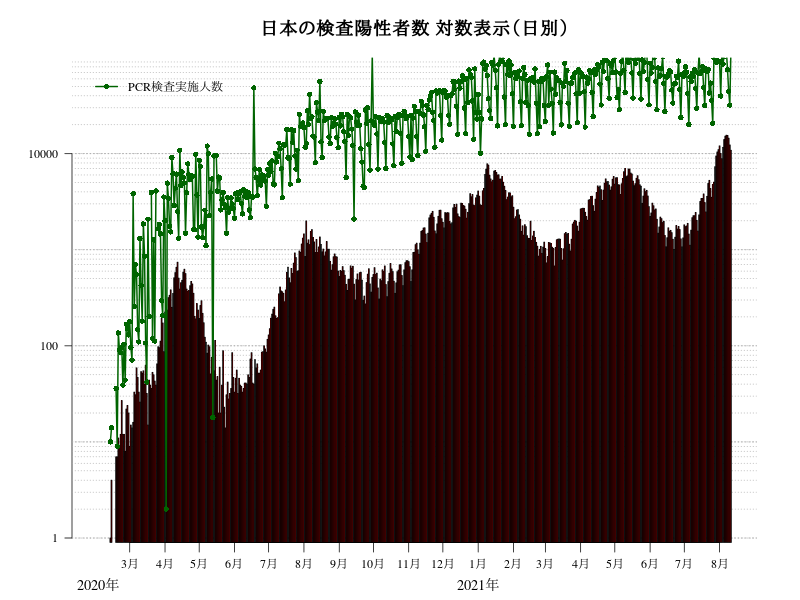 日本の検査陽性者数 対数表示（日別）
PCR検査実施人数
10000
100
1
3月 4月 5月 6月 7月 8月 9月 10月 11月 12月 1月 2月 3月 4月 5月 6月 7月 8月
2020年 2021年